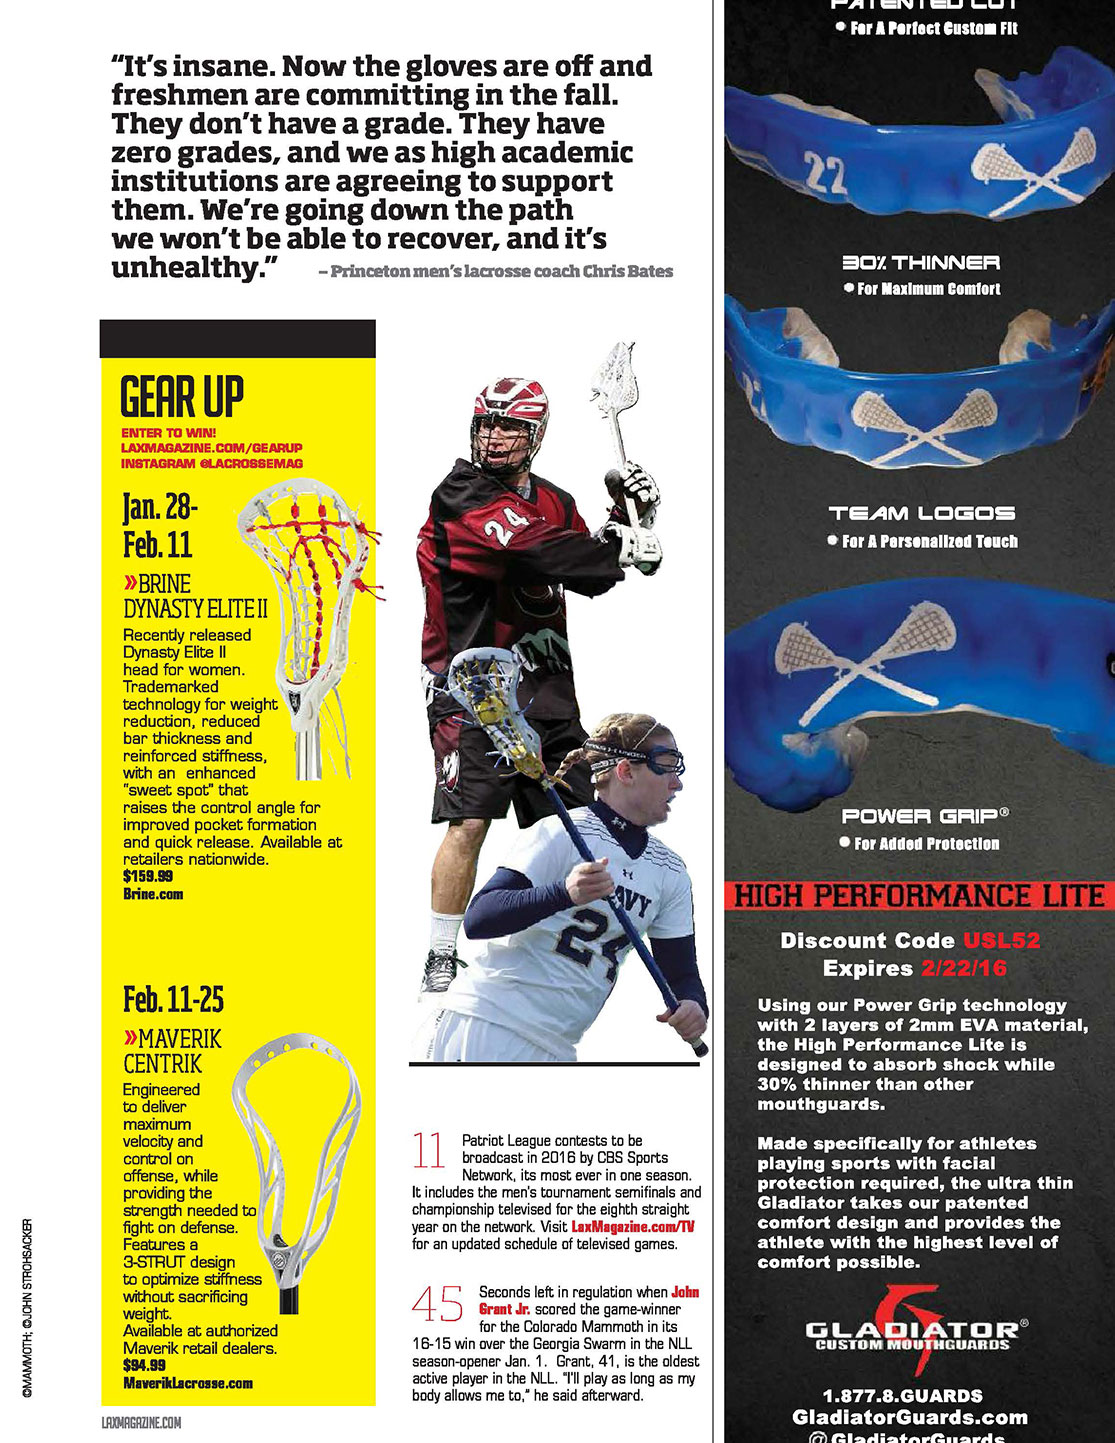 “It’s insane. Now the gloves are off and
freshmen are committing in the fall.
They don’t have a grade. They have
zero grades, and we as high academic
institutions are agreeing to support
them. We’re going down the path
we won’t be able to recover, and it’s
unhealthy.” – Princeton men’s lacrosse coach Chris Bates
GEAR UP
ENTER TO WIN!
LAXMAGAZINE.COM/GEARUP
INSTAGRAM @LACROSSEMAG
Jan. 28-
Feb. 11
»BRINE
DYNASTY ELITE II
Recently released
Dynasty Elite II
head for women.
Trademarked
technology for weight
reduction, reduced
bar thickness and
reinforced stiffness,
with an enhanced
“sweet spot” that
raises the control angle for
improved pocket formation
and quick release. Available at
retailers nationwide.
$159.99
Brine.com
Feb. 11-25
»MAVERIK
CENTRIK
Engineered
to deliver
maximum
velocity and
control on
offense, while
providing the
strength needed to
fight on defense.
Features a
3-STRUT design
to optimize stiffness
without sacrificing
weight.
Available at authorized
Maverik retail dealers.
$94.99
MaverikLacrosse.com
24
NAVY
24
11 Patriot League contests to be
broadcast in 2016 by CBS Sports
Network, its most ever in one season.
It includes the men’s tournament semifinals and
championship televised for the eighth straight
year on the network. Visit LaxMagazine.com/TV
for an updated schedule of televised games.
45 Seconds left in regulation when John
Grant Jr. scored the game-winner
for the Colorado Mammoth in its
16-15 win over the Georgia Swarm in the NLL
season-opener Jan. 1. Grant, 41, is the oldest
active player in the NLL. “I’ll play as long as my
body allows me to,” he said afterward.
©MAMMOTH; ©JOHN STROHSACKER
LAXMAGAZINE.COM
PATENTED CUT
• For A Perfect Custom Fit
22
30% THINNER
• For Maximum Comfort
TEAM LOGOS
• For A Personalized Touch
POWER GRIP®
• For Added Protection
HIGH PERFORMANCE LITE
Discount Code USL52
Expires 2/22/16
Using our Power Grip technology
with 2 layers of 2mm EVA material,
the High Performance Lite is
designed to absorb shock while
30% thinner than other
mouthguards.
Made specifically for athletes
playing sports with facial
protection required, the ultra thin
Gladiator takes our patented
comfort design and provides the
athlete with the highest level of
comfort possible.
GLADIATOR®
CUSTOM MOUTHGUARDS
1.877.8.GUARDS
GladiatorGuards.com
@GladiatorGuards